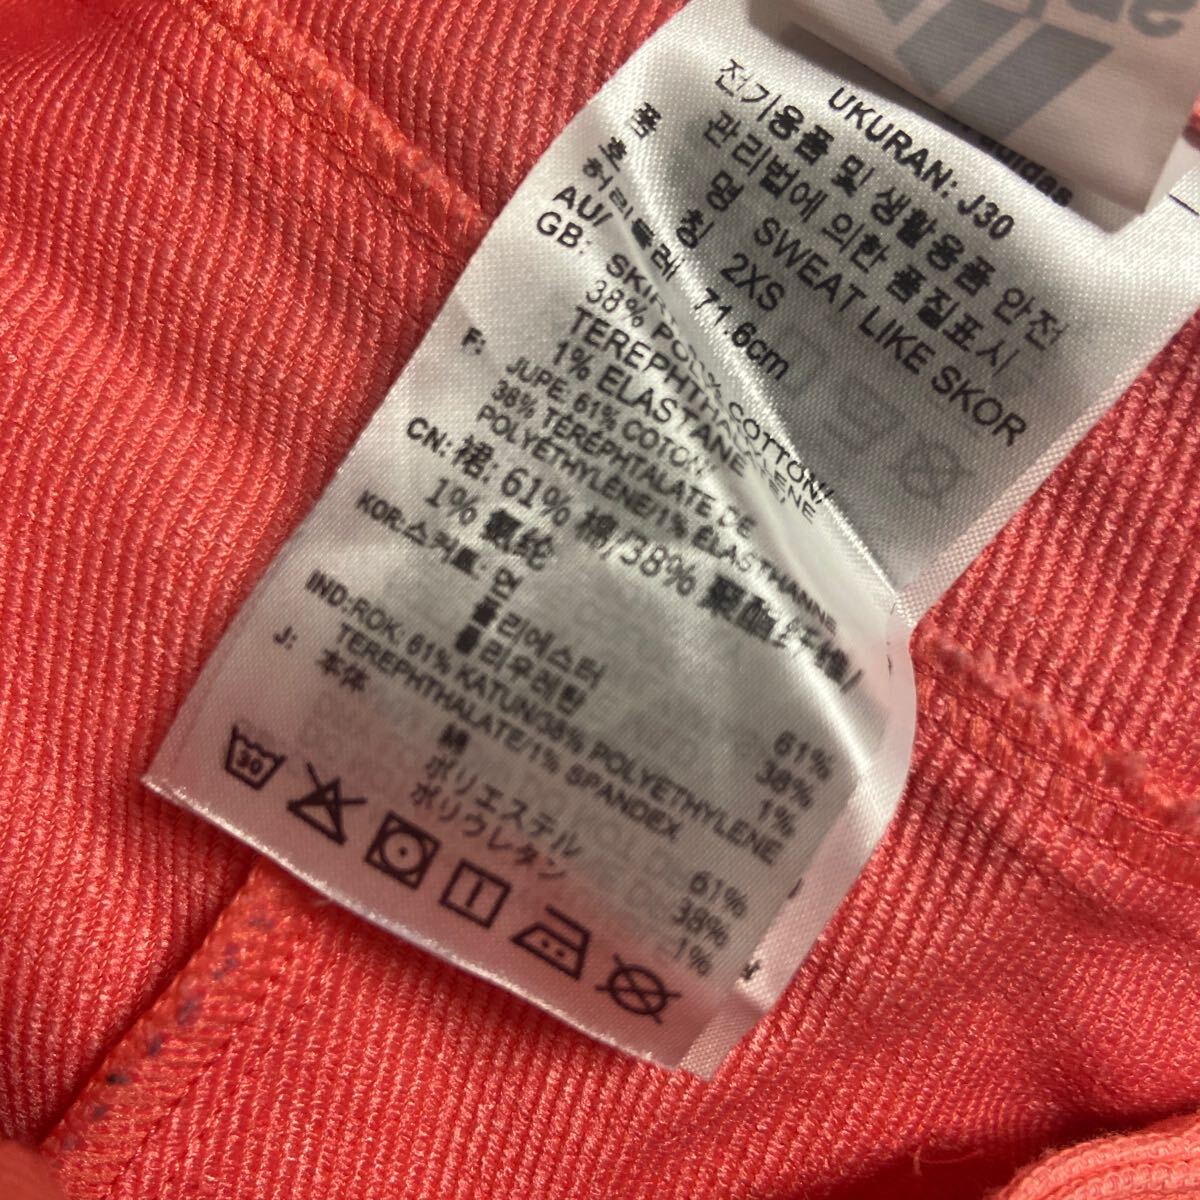 UKURAN: J30
전기용품 및 생활용품 안전
관리법에 의한 품질표시
품 명 SWEAT LIKE SKOR
호 칭 2XS
허리둘레 71.6cm
AU/
GB: 61% COTTON/
38%
TEREPHTHALATE/
1% ELASTANE
F: JUPE: 61% COTON/
38% TÉRÉPHTALATE DE
POLYÉTHYLÈNE/1% ÉLASTHANNE
CN: 裙: 61% 棉/38%
1% 氨纶
KOR: 스커트: 면 61%
폴리에스터 38%
폴리우레탄 1%
IND: ROK: 61% KATUN/38% POLYETHYLENE
TEREPHTHALATE/1% SPANDEX
J: 本体
綿 61%
ポリエステル 38%
ポリウレタン 1%
30